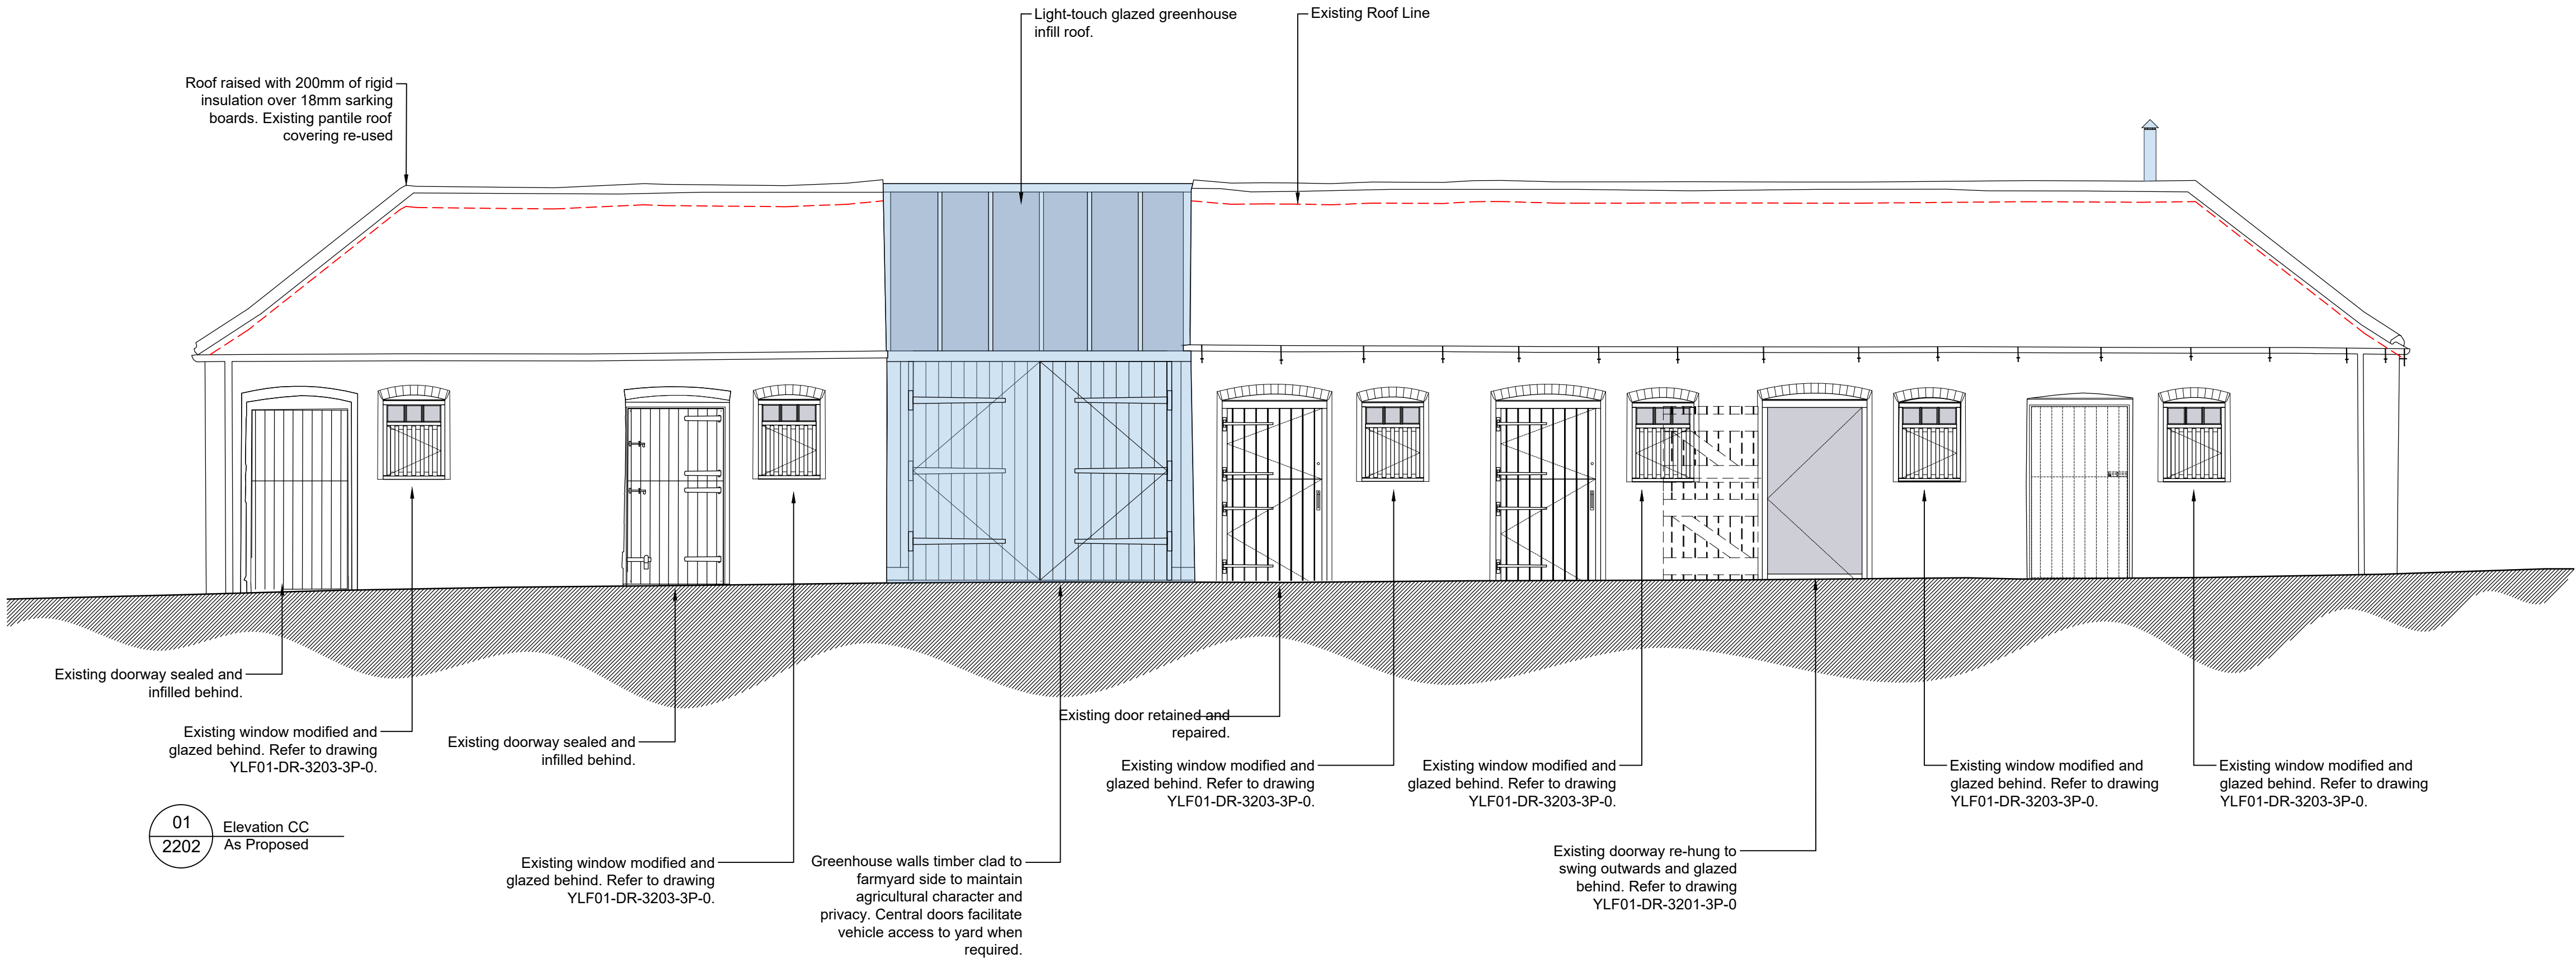 Light-touch glazed greenhouse
infill roof.
Existing Roof Line
Roof raised with 200mm of rigid
insulation over 18mm sarking
boards. Existing pantile roof
covering re-used
Existing doorway sealed and
infilled behind.
Existing window modified and
glazed behind. Refer to drawing
YLF01-DR-3203-3P-0.
Existing doorway sealed and
infilled behind.
Existing window modified and
glazed behind. Refer to drawing
YLF01-DR-3203-3P-0.
Greenhouse walls timber clad to
farmyard side to maintain
agricultural character and
privacy. Central doors facilitate
vehicle access to yard when
required.
Existing door retained and
repaired.
Existing window modified and
glazed behind. Refer to drawing
YLF01-DR-3203-3P-0.
Existing window modified and
glazed behind. Refer to drawing
YLF01-DR-3203-3P-0.
Existing doorway re-hung to
swing outwards and glazed
behind. Refer to drawing
YLF01-DR-3201-3P-0
Existing window modified and
glazed behind. Refer to drawing
YLF01-DR-3203-3P-0.
Existing window modified and
glazed behind. Refer to drawing
YLF01-DR-3203-3P-0.
01
2202
Elevation CC
As Proposed